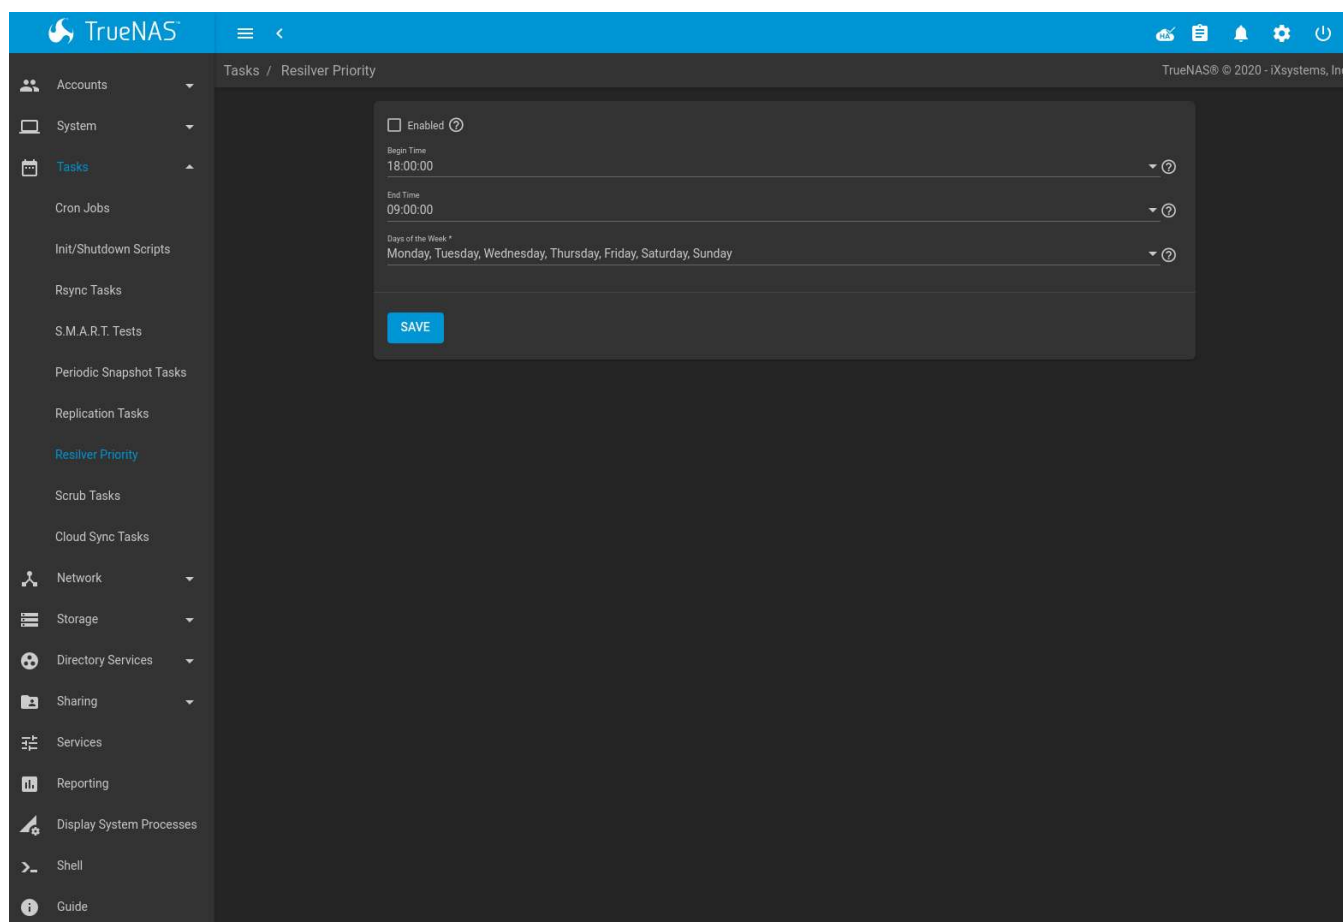 TrueNAS
HA
Tasks / Resilver Priority
TrueNAS® © 2020 - iXsystems, Inc
Accounts
System
Tasks
Cron Jobs
Init/Shutdown Scripts
Rsync Tasks
S.M.A.R.T. Tests
Periodic Snapshot Tasks
Replication Tasks
Resilver Priority
Scrub Tasks
Cloud Sync Tasks
Network
Storage
Directory Services
Sharing
Services
Reporting
Display System Processes
Shell
Guide
Enabled
Begin Time
18:00:00
End Time
09:00:00
Days of the Week *
Monday, Tuesday, Wednesday, Thursday, Friday, Saturday, Sunday
SAVE